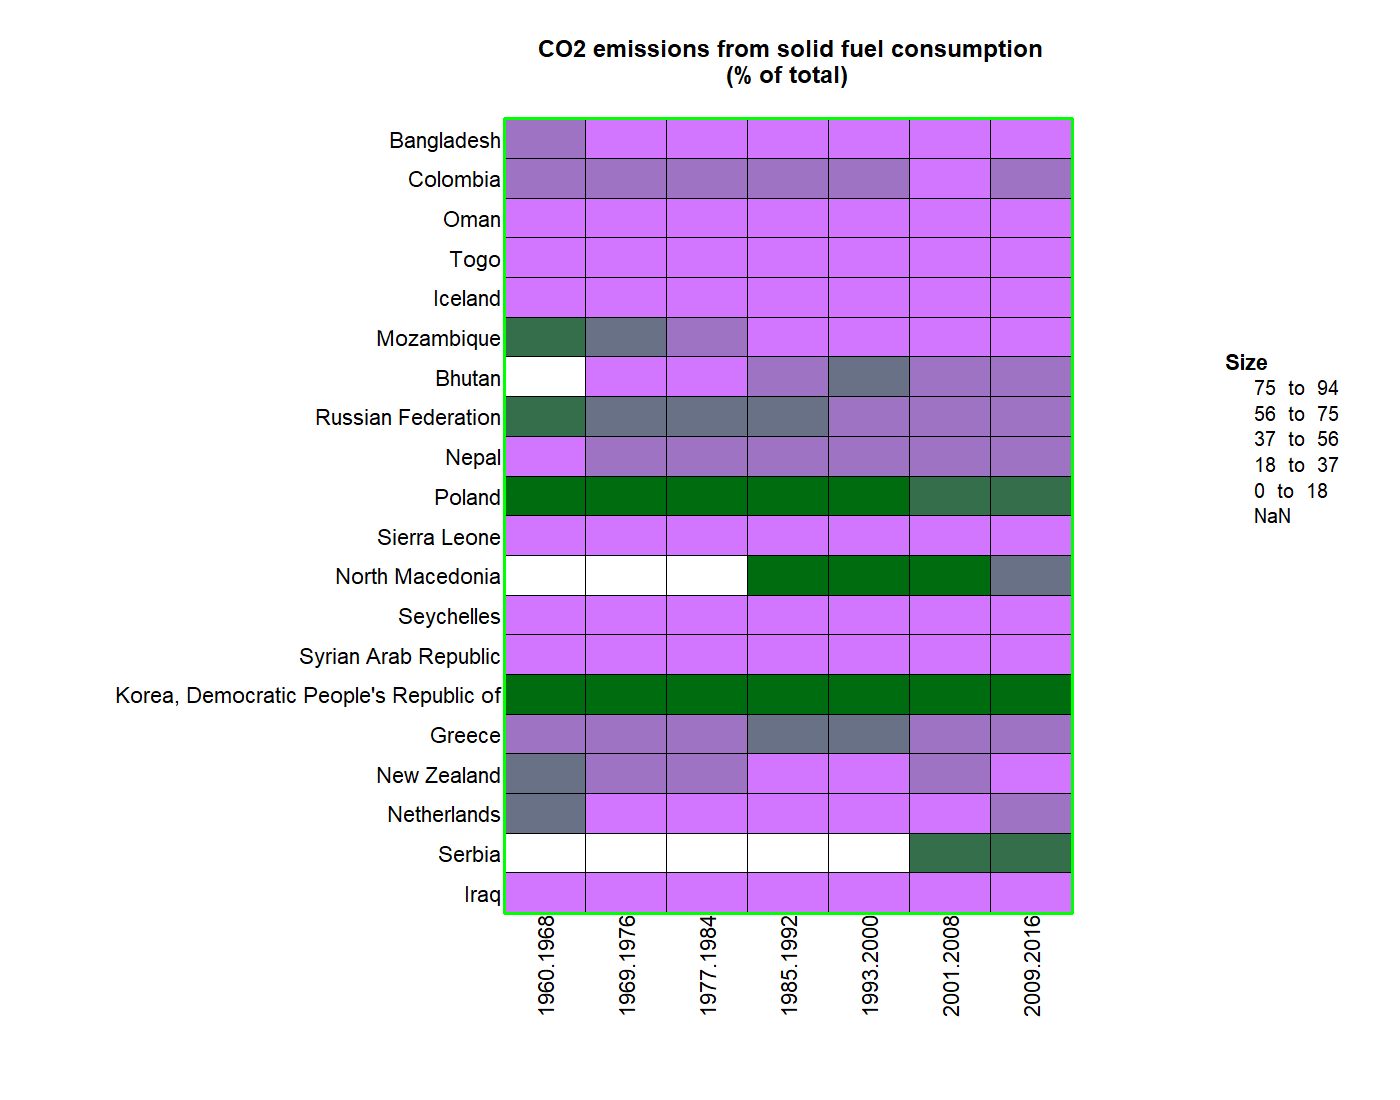 CO2 emissions from solid fuel consumption
(% of total)
Bangladesh
Colombia
Oman
Togo
Iceland
Mozambique
Bhutan
Russian Federation
Nepal
Poland
Sierra Leone
North Macedonia
Seychelles
Syrian Arab Republic
Korea, Democratic People's Republic of
Greece
New Zealand
Netherlands
Serbia
Iraq
1960.1968
1969.1976
1977.1984
1985.1992
1993.2000
2001.2008
2009.2016
Size
75 to 94
56 to 75
37 to 56
18 to 37
0 to 18
NaN